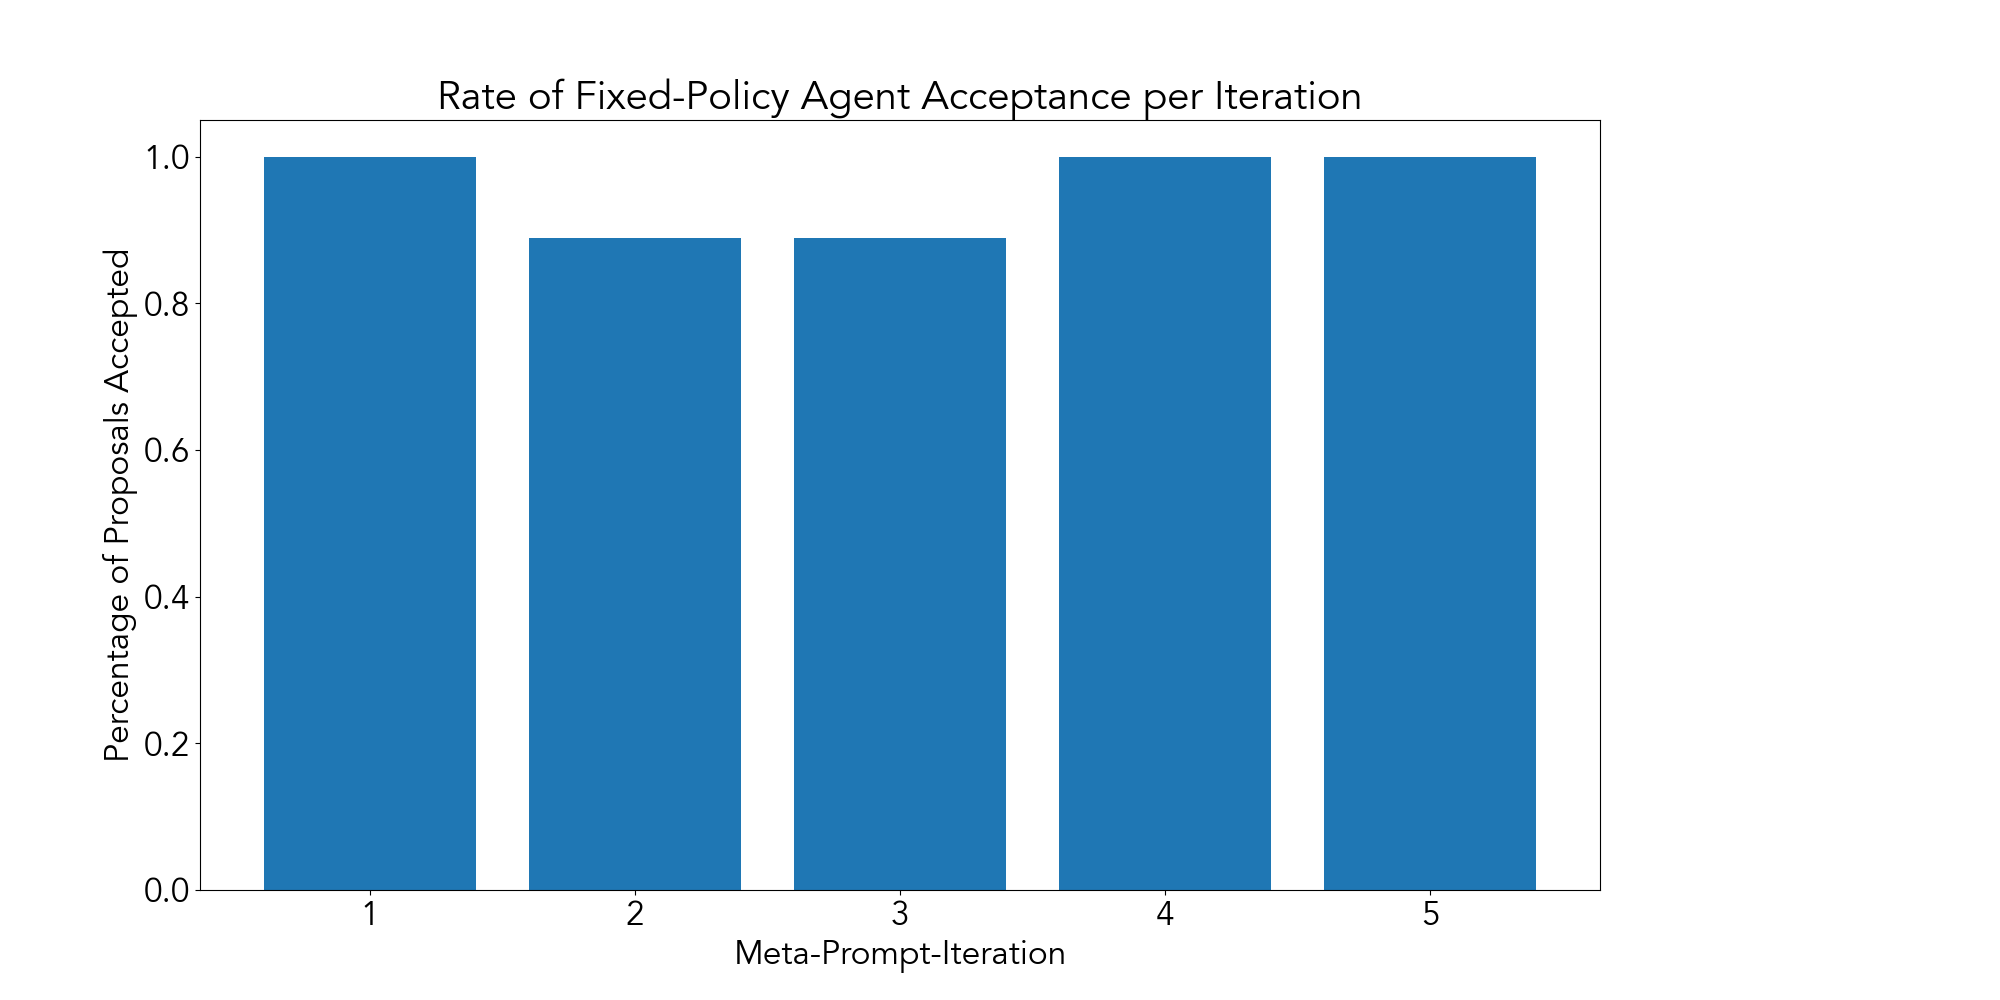 Rate of Fixed-Policy Agent Acceptance per Iteration
Percentage of Proposals Accepted
1.0
0.8
0.6
0.4
0.2
0.0
1 2 3 4 5
Meta-Prompt-Iteration